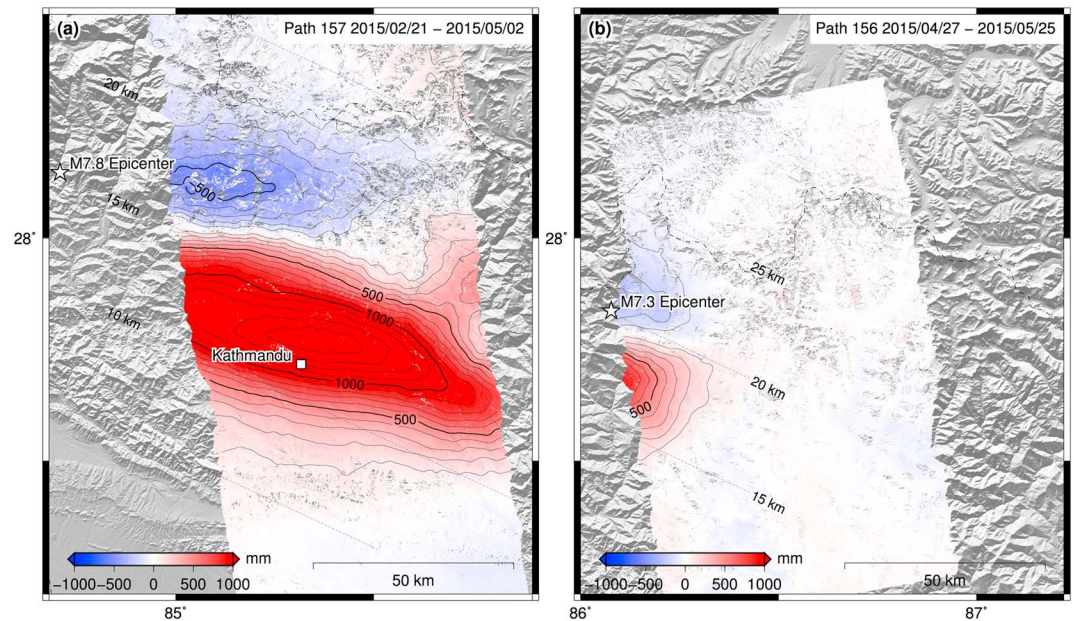 (a)
Path 157 2015/02/21 − 2015/05/02
20 km
M7.8 Epicenter
−500
15 km
28°
500
1000
10 km
Kathmandu
1000
500
mm
−1000−500 0 500 1000
50 km
85°
(b)
Path 156 2015/04/27 − 2015/05/25
28°
25 km
M7.3 Epicenter
20 km
500
15 km
mm
−1000−500 0 500 1000
50 km
86°
87°